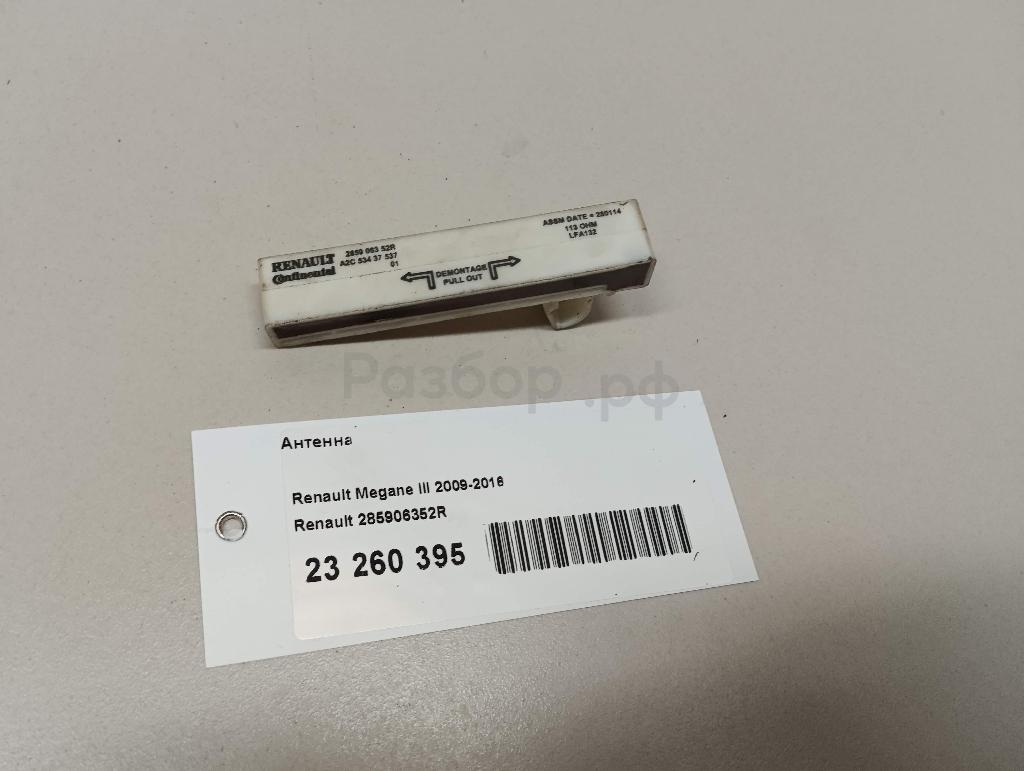 RENAULT
Continental
2859 063 52R
A2C 534 37 537
01
DEMONTAGE
PULL OUT
ASSM DATE = 280114
113 OHM
LFA132
Разбор.рф
Антенна
Renault Megane III 2009-2016
Renault 285906352R
23 260 395